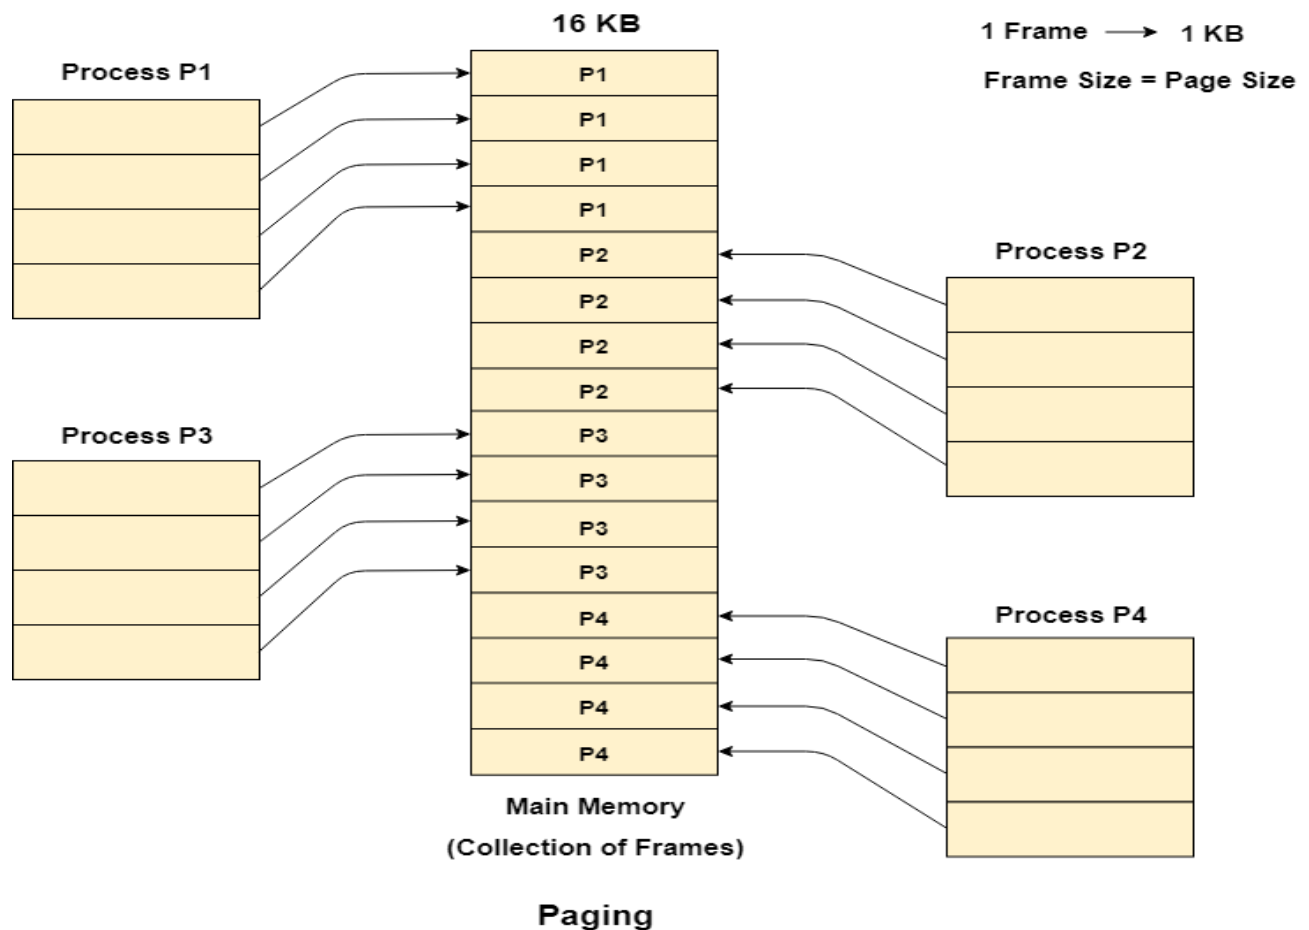 16 KB
1 Frame → 1 KB
Frame Size = Page Size
Process P1
P1
P1
P1
P1
P2
Process P2
P2
P2
P2
Process P3
P3
P3
P3
P3
P4
Process P4
P4
P4
P4
Main Memory
(Collection of Frames)
Paging